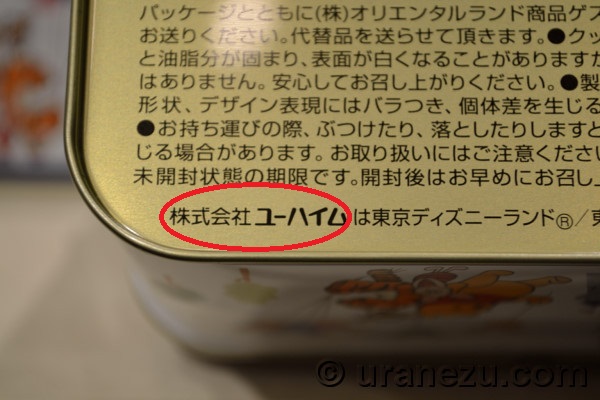 パッケージとともに(株)オリエンタルランド商品ゲス
お送りください。代替品を送らせて頂きます。●クッ
と油脂分が固まり、表面が白くなることがありますが
はありません。安心してお召し上がりください。●製
形状、デザイン表現にはバラつき、個体差を生じる
●お持ち運びの際、ぶつけたり、落としたりしますと
じる場合があります。お取り扱いにはご注意ください
未開封状態の期限です。開封後はお早めにお召し上
株式会社ユーハイムは東京ディズニーランド®/東
© uranezu.com